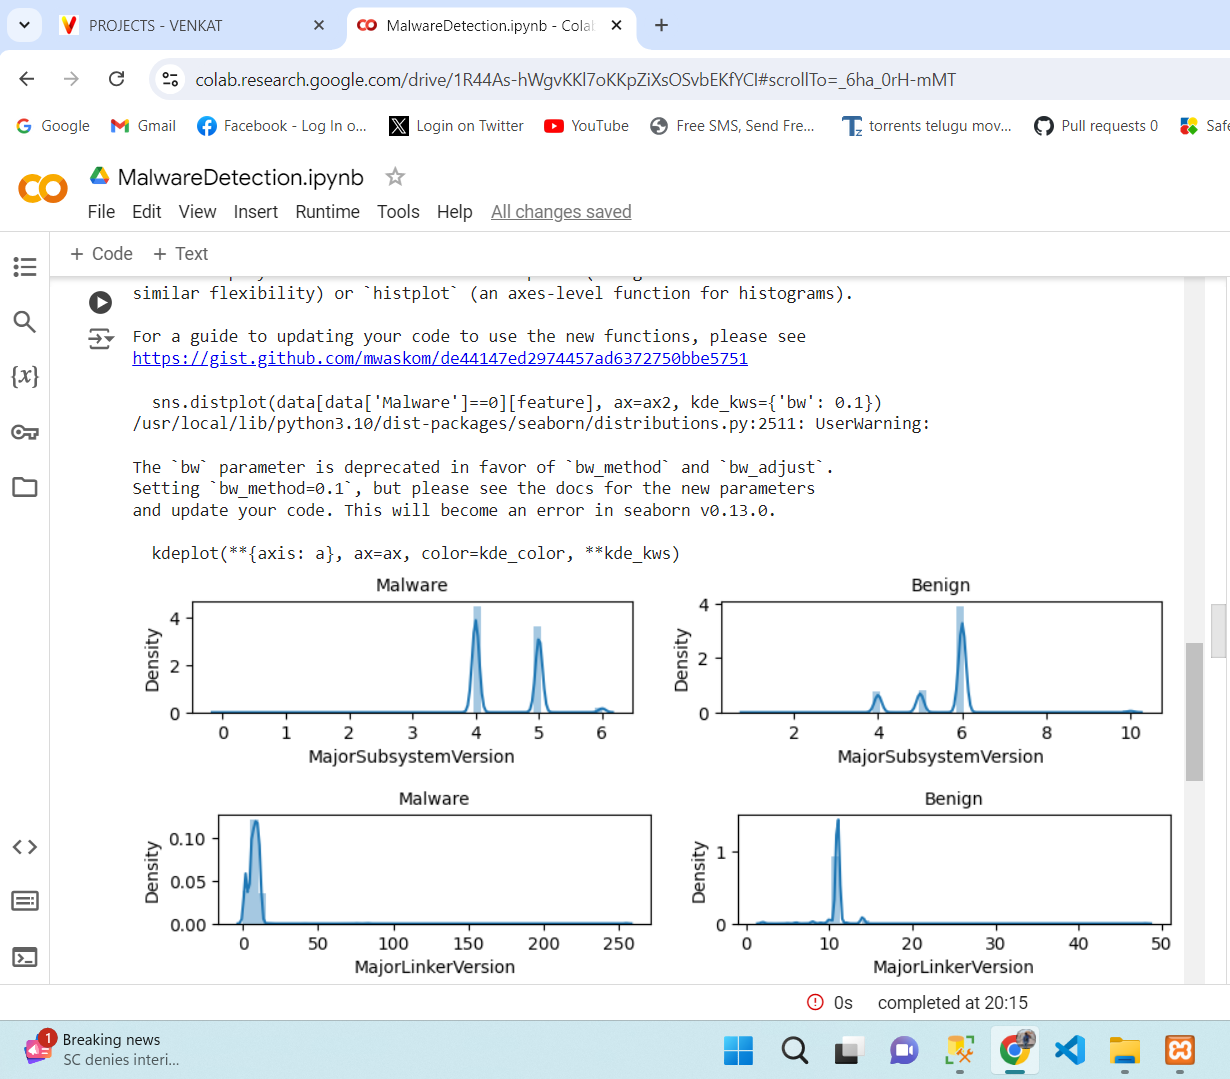 PROJECTS - VENKAT
MalwareDetection.ipynb - Cola
colab.research.google.com/drive/1R44As-hWgvKKl7oKKpZiXsOSvbEKfYCl#scrollTo=_6ha_0rH-mMT
Google
Gmail
Facebook - Log In o...
Login on Twitter
YouTube
Free SMS, Send Fre...
torrents telugu mov...
Pull requests 0
Safe
MalwareDetection.ipynb
File Edit View Insert Runtime Tools Help All changes saved
+ Code + Text
similar flexibility) or `histplot` (an axes-level function for histograms).
For a guide to updating your code to use the new functions, please see
https://gist.github.com/mwaskom/de44147ed2974457ad6372750bbe5751
sns.distplot(data[data['Malware']==0][feature], ax=ax2, kde_kws={'bw': 0.1})
/usr/local/lib/python3.10/dist-packages/seaborn/distributions.py:2511: UserWarning:
The `bw` parameter is deprecated in favor of `bw_method` and `bw_adjust`.
Setting `bw_method=0.1`, but please see the docs for the new parameters
and update your code. This will become an error in seaborn v0.13.0.
kdeplot(**{axis: a}, ax=ax, color=kde_color, **kde_kws)
Malware
Density
4
2
0
0 1 2 3 4 5 6
MajorSubsystemVersion
Benign
Density
4
2
0
2 4 6 8 10
MajorSubsystemVersion
Malware
Density
0.10
0.05
0.00
0 50 100 150 200 250
MajorLinkerVersion
Benign
Density
1
0
0 10 20 30 40 50
MajorLinkerVersion
0s completed at 20:15
1
Breaking news
SC denies interi...